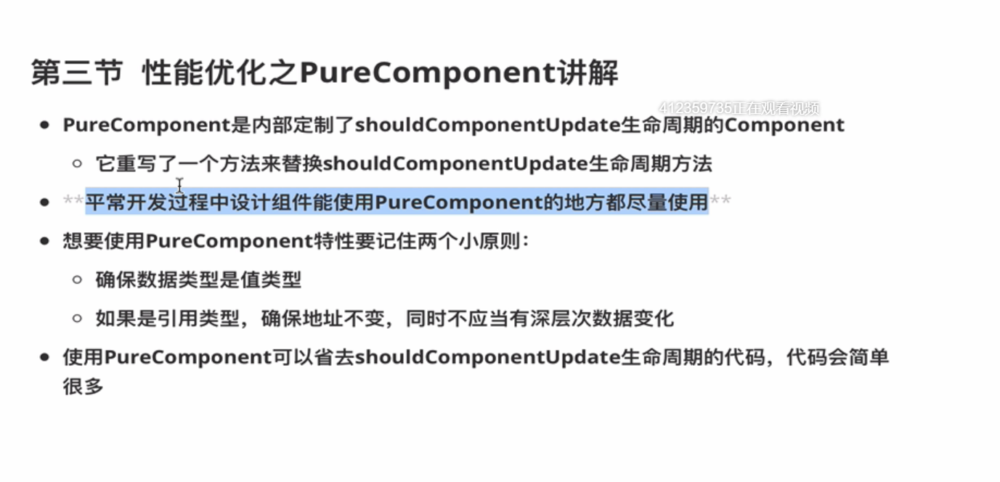 第三节 性能优化之PureComponent讲解
412359735正在观看视频
PureComponent是内部定制了shouldComponentUpdate生命周期的Component
它重写了一个方法来替换shouldComponentUpdate生命周期方法
**平常开发过程中设计组件能使用PureComponent的地方都尽量使用**
想要使用PureComponent特性要记住两个小原则：
确保数据类型是值类型
如果是引用类型，确保地址不变，同时不应当有深层次数据变化
使用PureComponent可以省去shouldComponentUpdate生命周期的代码，代码会简单
很多